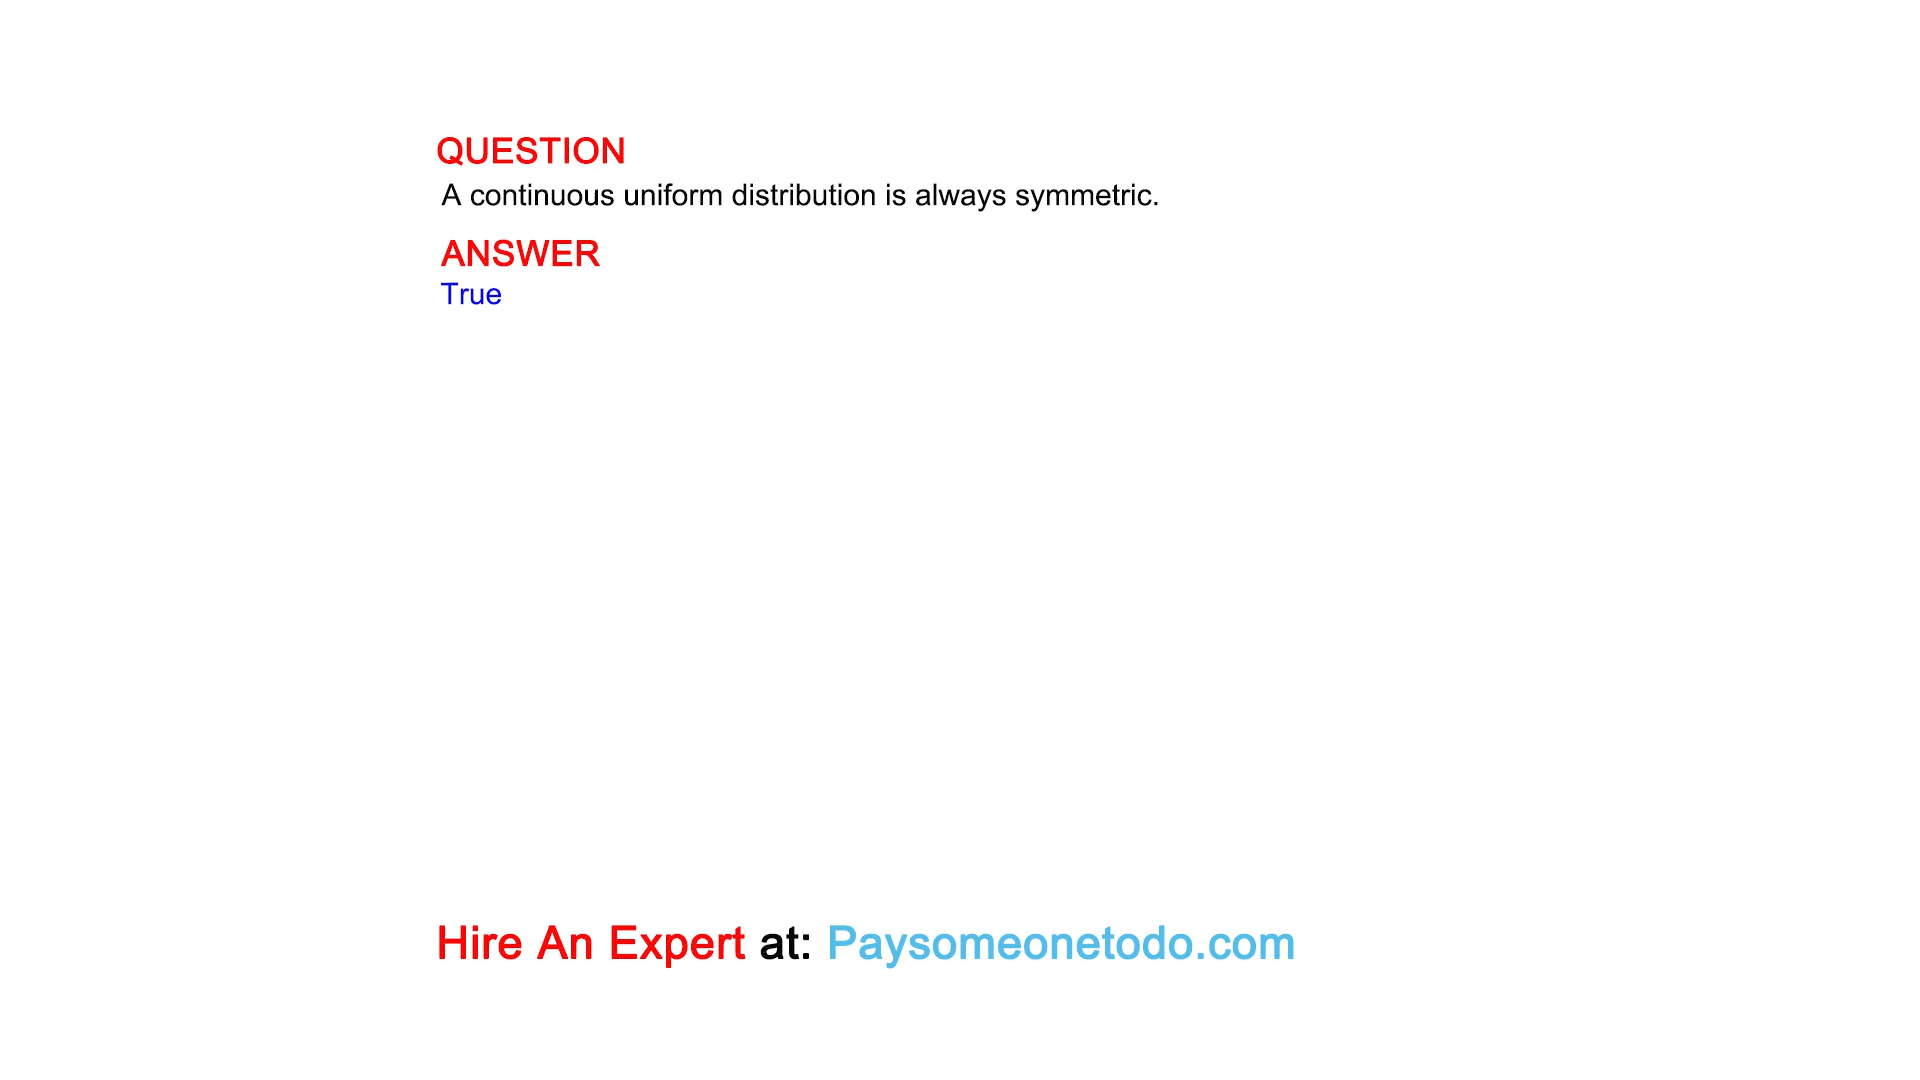 QUESTION
A continuous uniform distribution is always symmetric.
ANSWER
True
Hire An Expert at: Paysomeonetodo.com